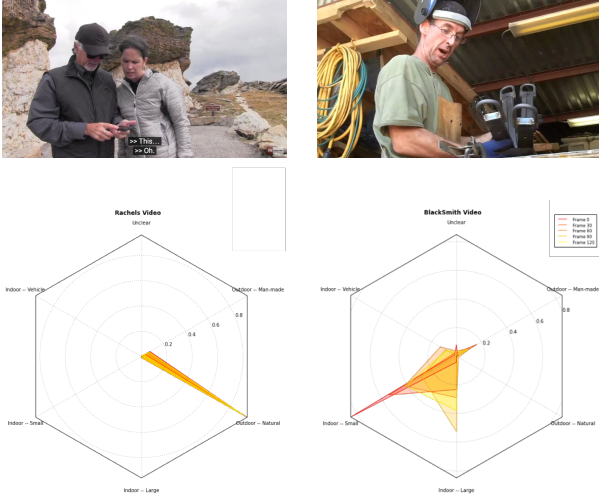 >> This...
>> Oh.
Rachels Video
Unclear
Indoor -- Vehicle
Outdoor -- Man-made
0.2
0.4
0.6
0.8
Indoor -- Small
Outdoor -- Natural
Indoor -- Large
BlackSmith Video
Unclear
Frame 0
Frame 30
Frame 60
Frame 90
Frame 120
Indoor -- Vehicle
Outdoor -- Man-made
0.2
0.4
0.6
0.8
Indoor -- Small
Outdoor -- Natural
Indoor -- Large